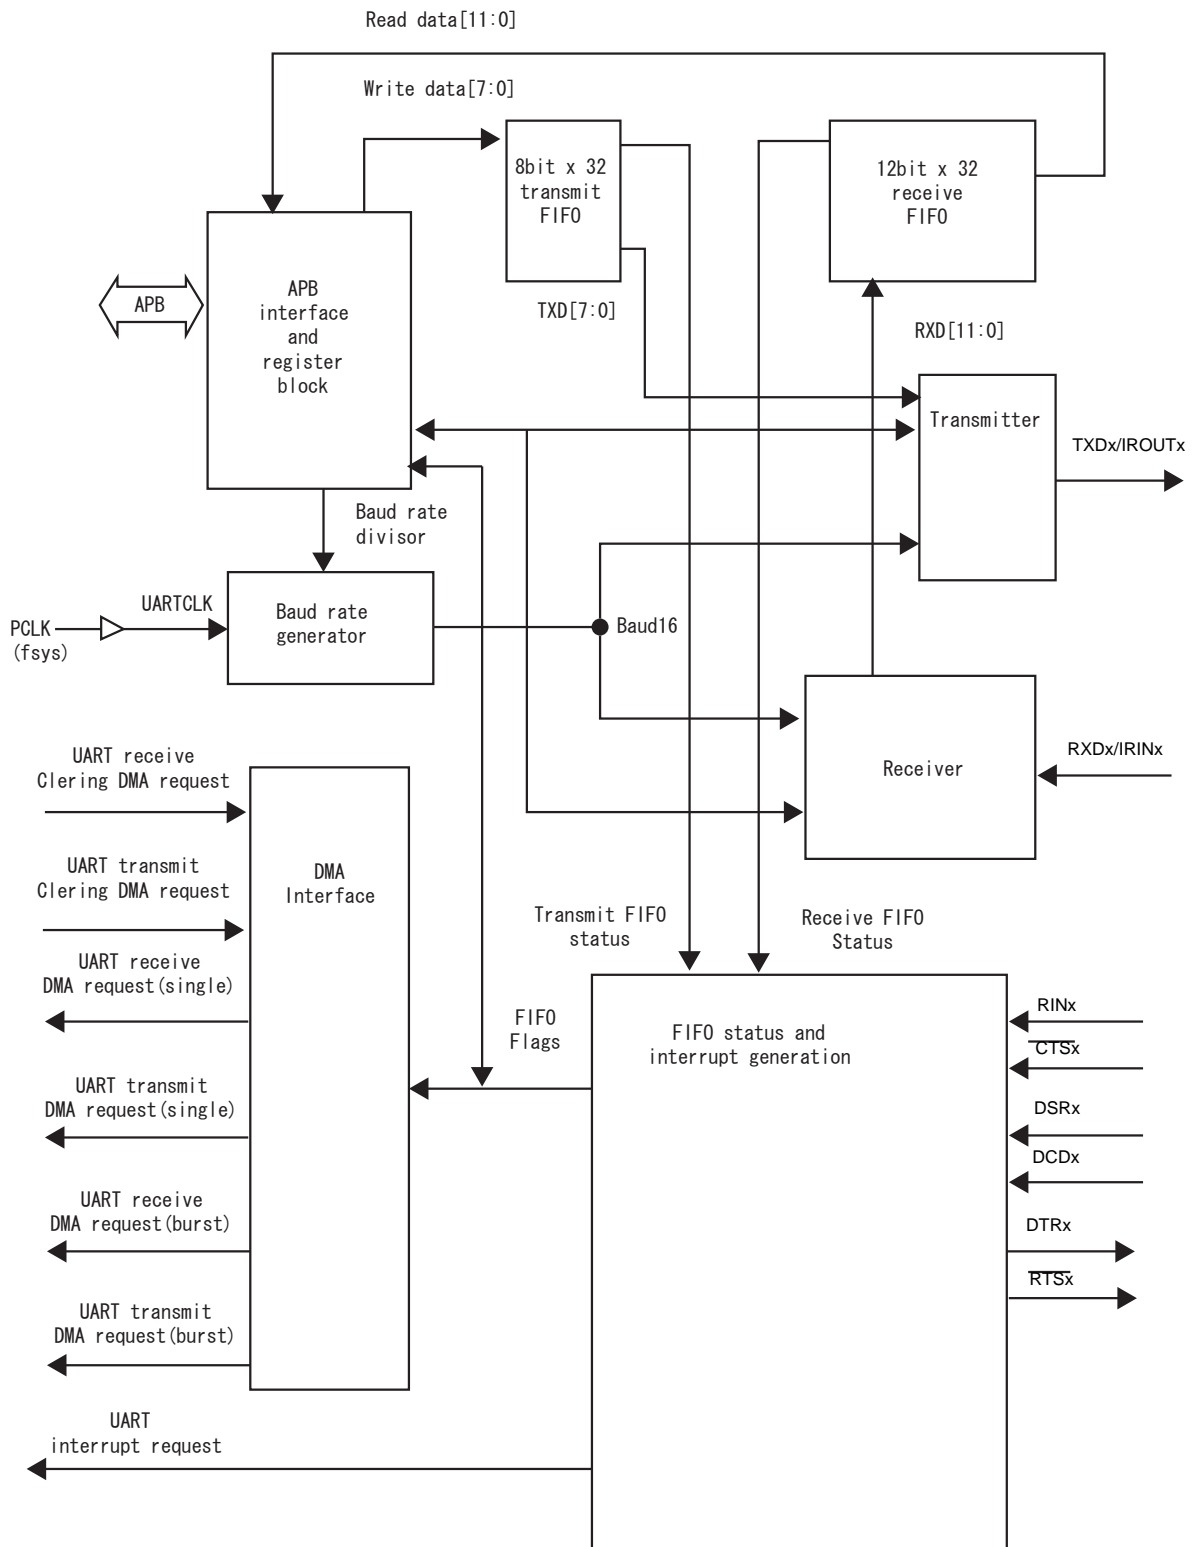 Read data[11:0]
Write data[7:0]
8bit x 32
transmit
FIFO
12bit x 32
receive
FIFO
APB
APB
interface
and
register
block
TXD[7:0]
RXD[11:0]
Transmitter
TXDx/IROUTx
Baud rate
divisor
UARTCLK
PCLK
(fsys)
Baud rate
generator
Baud16
Receiver
RXDx/IRINx
UART receive
Clering DMA request
UART transmit
Clering DMA request
DMA
Interface
UART receive
DMA request(single)
UART transmit
DMA request(single)
UART receive
DMA request(burst)
UART transmit
DMA request(burst)
UART
interrupt request
Transmit FIFO
status
Receive FIFO
Status
FIFO
Flags
FIFO status and
interrupt generation
RINx
CTSx
DSRx
DCDx
DTRx
RTSx